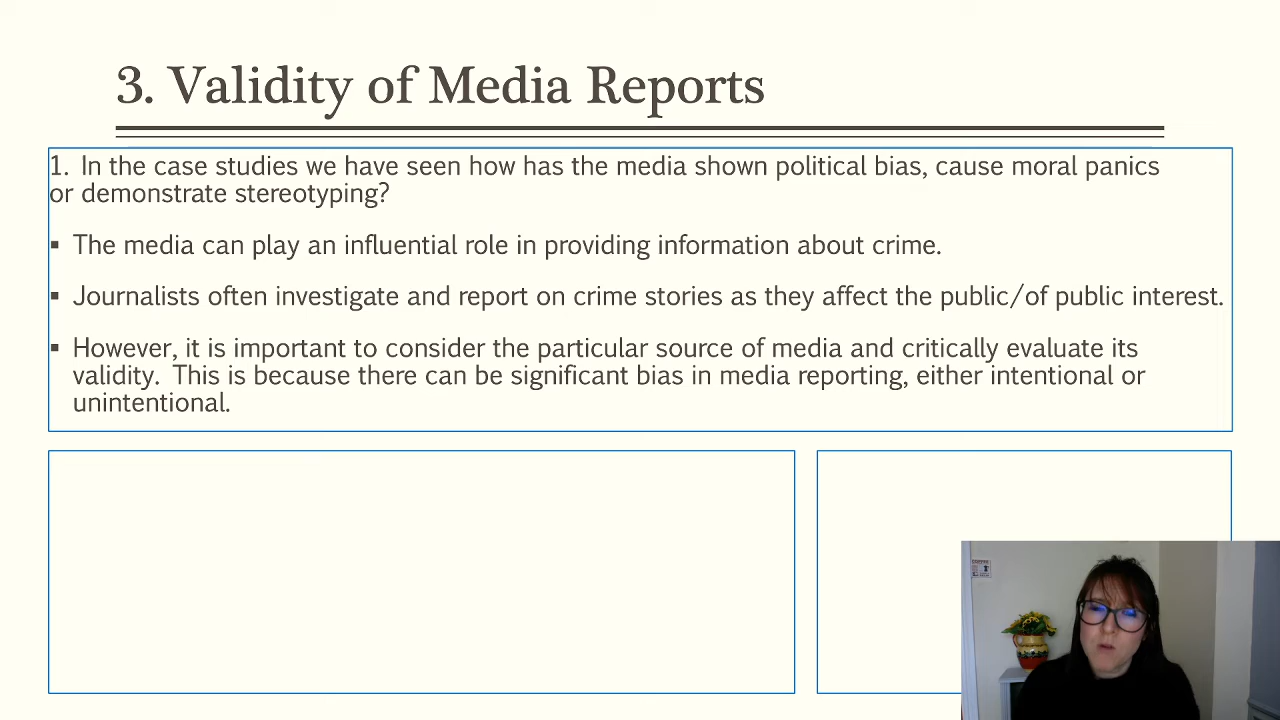 3. Validity of Media Reports
1. In the case studies we have seen how has the media shown political bias, cause moral panics
or demonstrate stereotyping?
▪ The media can play an influential role in providing information about crime.
▪ Journalists often investigate and report on crime stories as they affect the public/of public interest.
▪ However, it is important to consider the particular source of media and critically evaluate its
validity. This is because there can be significant bias in media reporting, either intentional or
unintentional.